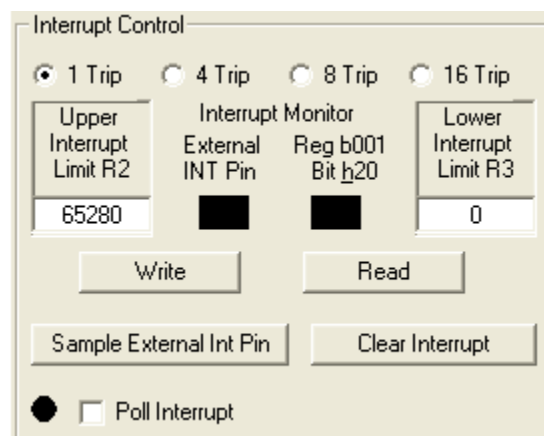 Interrupt Control
1 Trip 4 Trip 8 Trip 16 Trip
Upper
Interrupt
Limit R2
Interrupt Monitor
External
INT Pin
Reg b001
Bit h20
Lower
Interrupt
Limit R3
65280
0
Write Read
Sample External Int Pin Clear Interrupt
Poll Interrupt